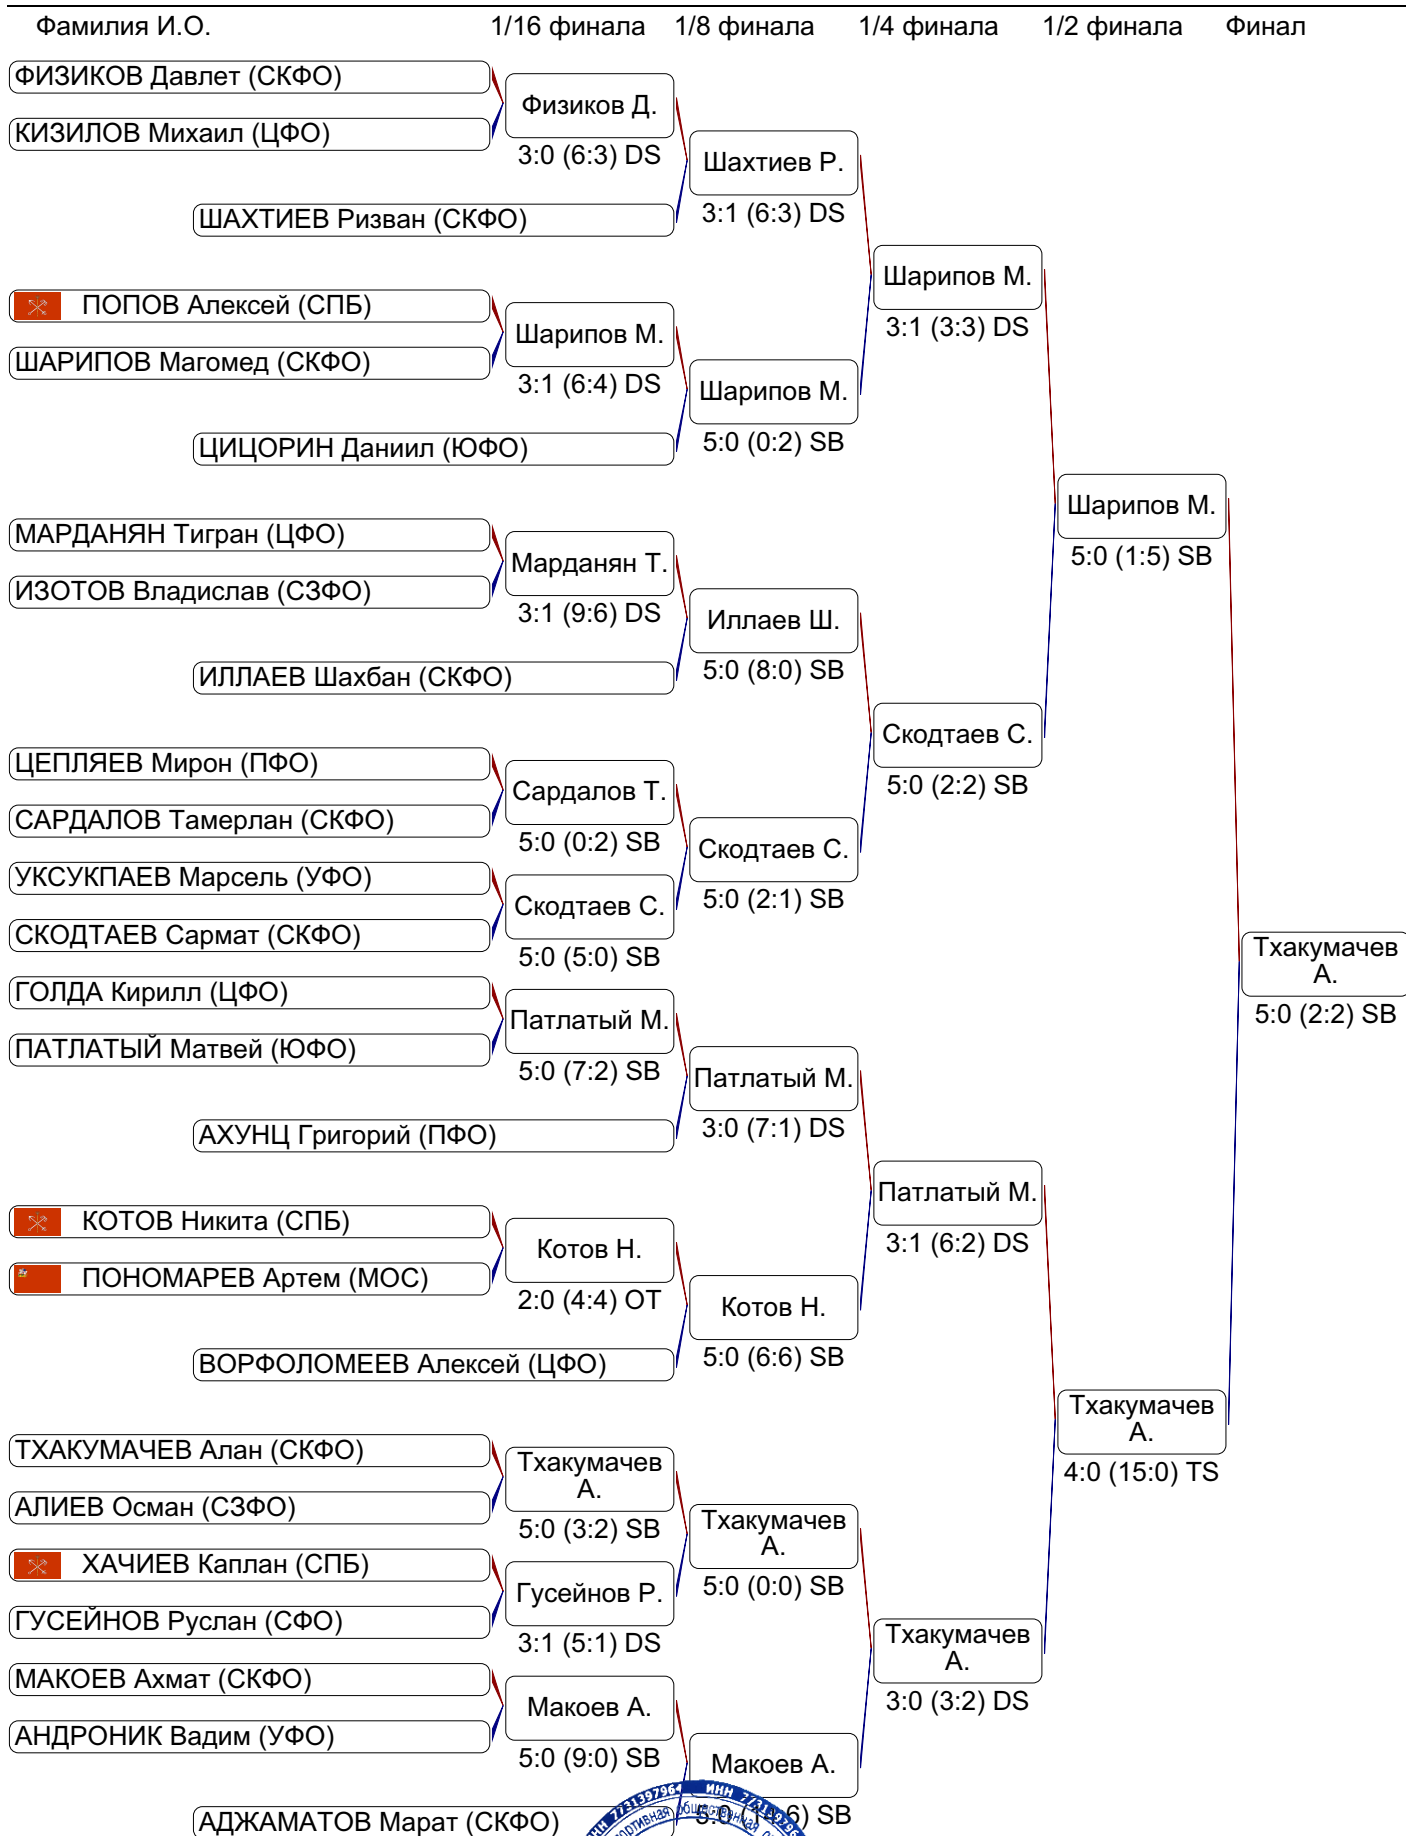 Фамилия И.О. 1/16 финала 1/8 финала 1/4 финала 1/2 финала Финал
ФИЗИКОВ Давлет (СКФО)
Физиков Д.
КИЗИЛОВ Михаил (ЦФО)
3:0 (6:3) DS
Шахтиев Р.
3:1 (6:3) DS
ШАХТИЕВ Ризван (СКФО)
Шарипов М.
3:1 (3:3) DS
ПОПОВ Алексей (СПБ)
Шарипов М.
ШАРИПОВ Магомед (СКФО)
3:1 (6:4) DS
Шарипов М.
5:0 (0:2) SB
ЦИЦОРИН Даниил (ЮФО)
Шарипов М.
5:0 (1:5) SB
МАРДАНЯН Тигран (ЦФО)
Марданян Т.
ИЗОТОВ Владислав (СЗФО)
3:1 (9:6) DS
Иллаев Ш.
5:0 (8:0) SB
ИЛЛАЕВ Шахбан (СКФО)
Скодтаев С.
5:0 (2:2) SB
ЦЕПЛЯЕВ Мирон (ПФО)
Сардалов Т.
САРДАЛОВ Тамерлан (СКФО)
5:0 (0:2) SB
Скодтаев С.
5:0 (2:1) SB
УКСУКПАЕВ Марсель (УФО)
Скодтаев С.
СКОДТАЕВ Сармат (СКФО)
5:0 (5:0) SB
Тхакумачев
А.
5:0 (2:2) SB
ГОЛДА Кирилл (ЦФО)
Патлатый М.
ПАТЛАТЫЙ Матвей (ЮФО)
5:0 (7:2) SB
Патлатый М.
3:0 (7:1) DS
АХУНЦ Григорий (ПФО)
Патлатый М.
3:1 (6:2) DS
КОТОВ Никита (СПБ)
Котов Н.
ПОНОМАРЕВ Артем (МОС)
2:0 (4:4) OT
Котов Н.
5:0 (6:6) SB
ВОРФОЛОМЕЕВ Алексей (ЦФО)
Тхакумачев
А.
4:0 (15:0) TS
ТХАКУМАЧЕВ Алан (СКФО)
Тхакумачев
А.
АЛИЕВ Осман (СЗФО)
5:0 (3:2) SB
Тхакумачев
А.
5:0 (0:0) SB
ХАЧИЕВ Каплан (СПБ)
Гусейнов Р.
ГУСЕЙНОВ Руслан (СФО)
3:1 (5:1) DS
Тхакумачев
А.
3:0 (3:2) DS
МАКОЕВ Ахмат (СКФО)
Макоев А.
АНДРОНИК Вадим (УФО)
5:0 (9:0) SB
Макоев А.
SB
АДЖАМАТОВ Марат (СКФО)